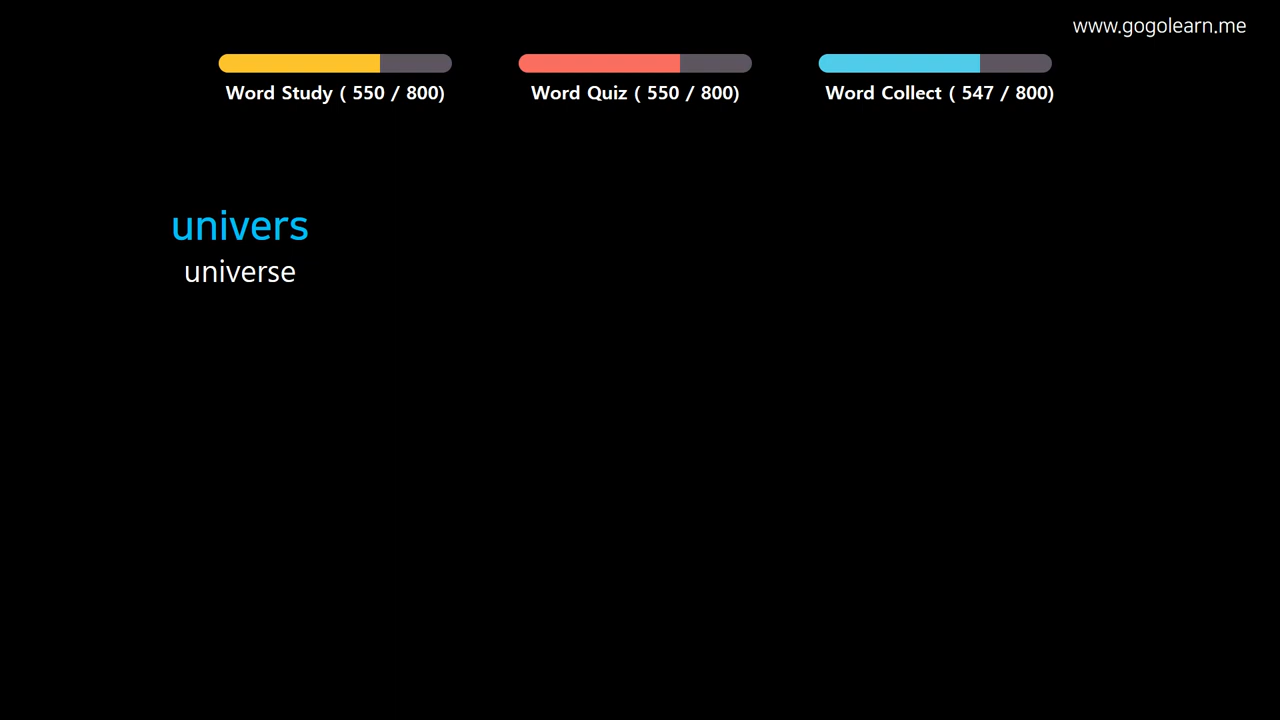 www.gogolearn.me
Word Study ( 550 / 800)
Word Quiz ( 550 / 800)
Word Collect ( 547 / 800)
univers
universe